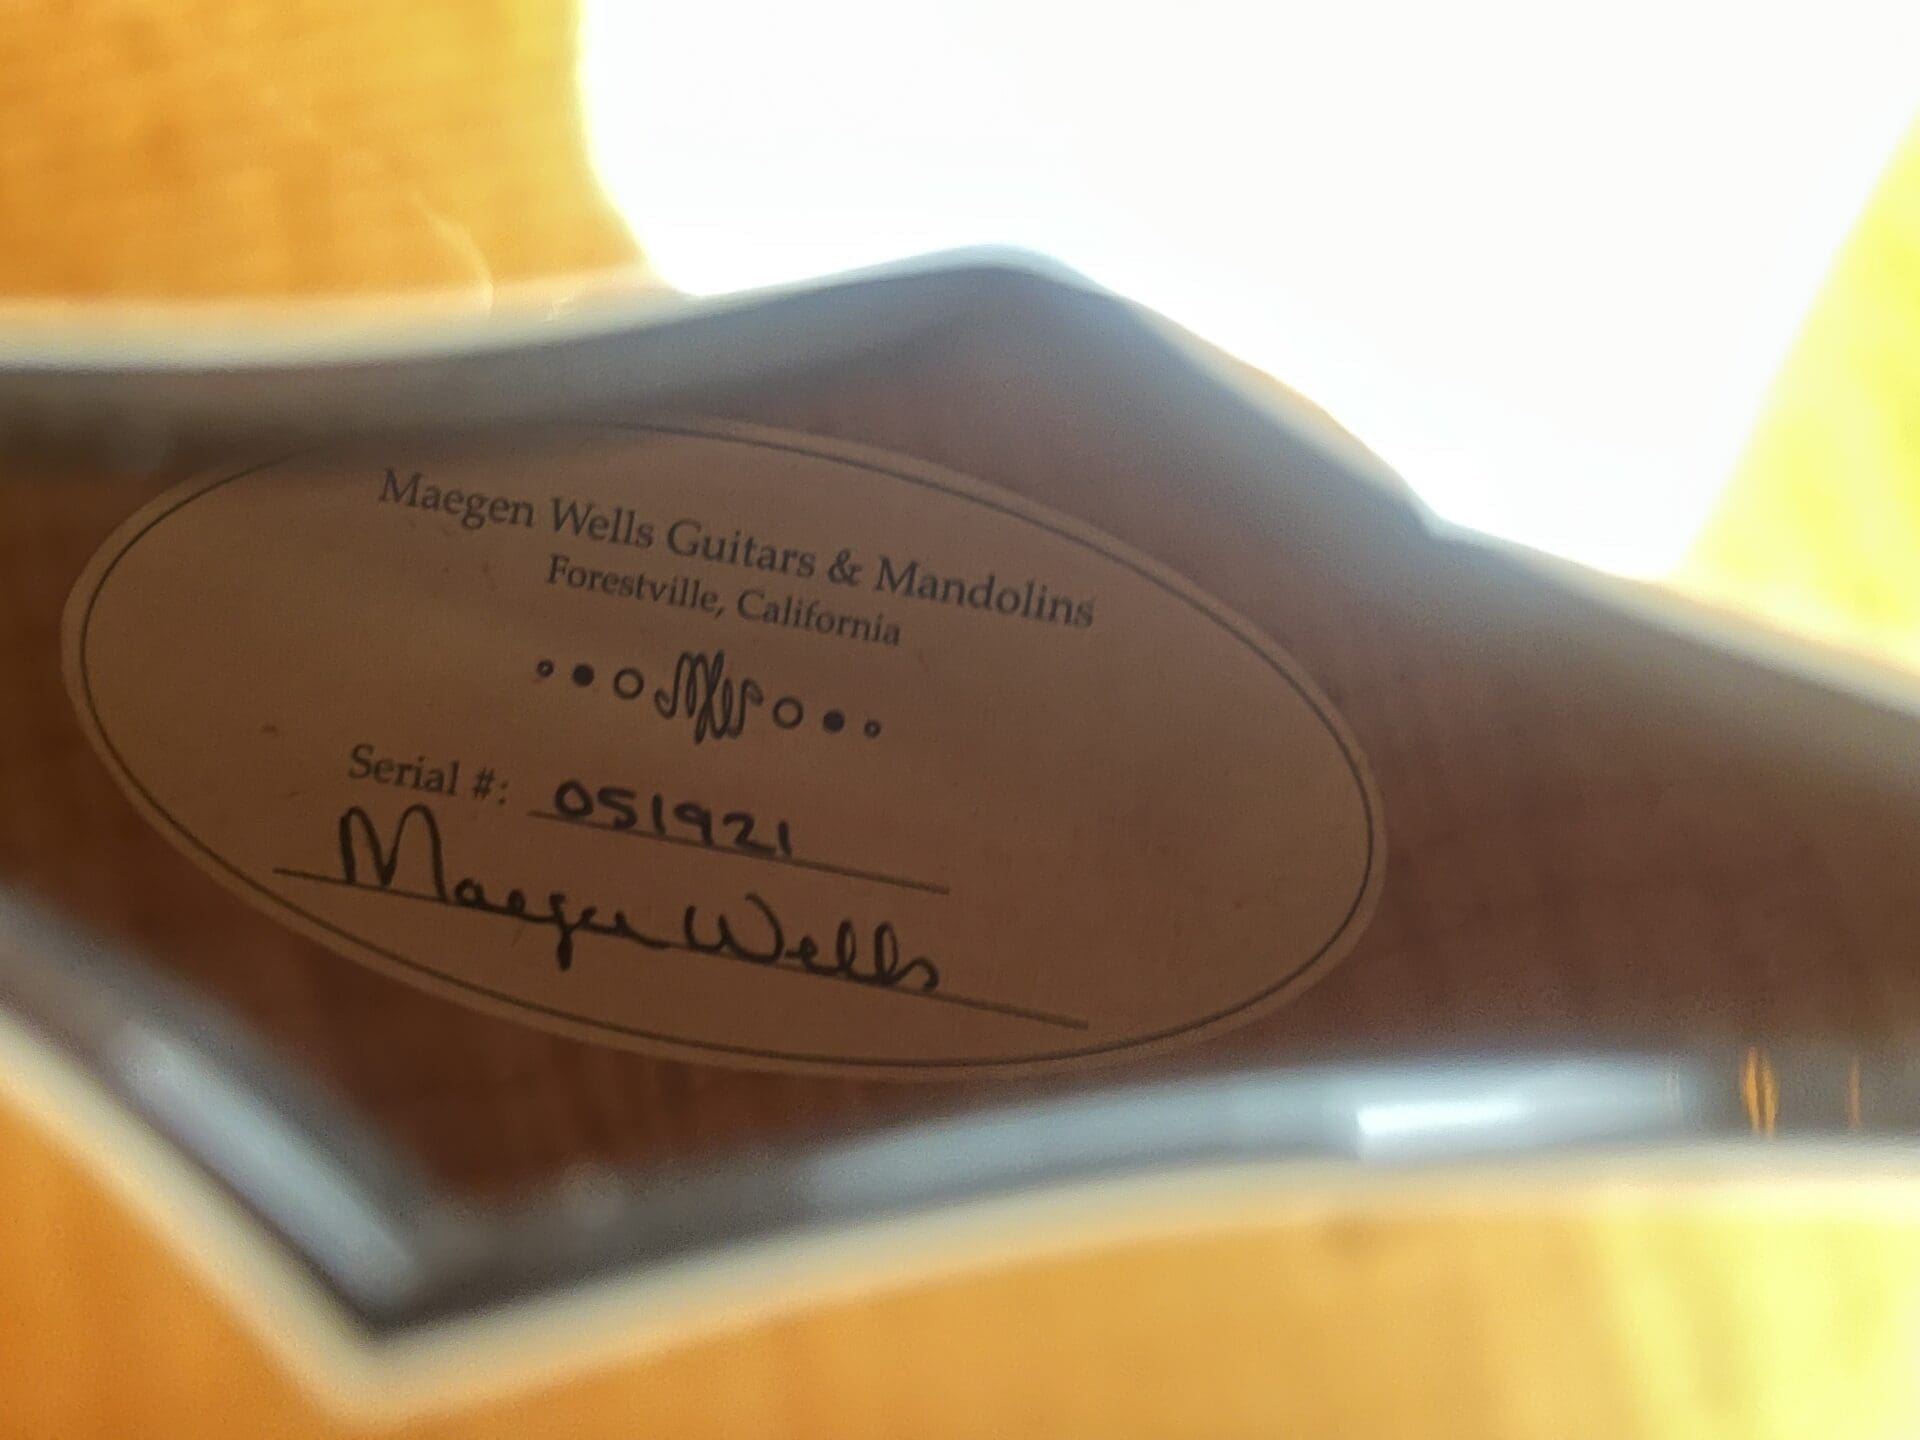 Maegen Wells Guitars & Mandolins
Forestville, California
Serial #: 051921
Maegen Wells